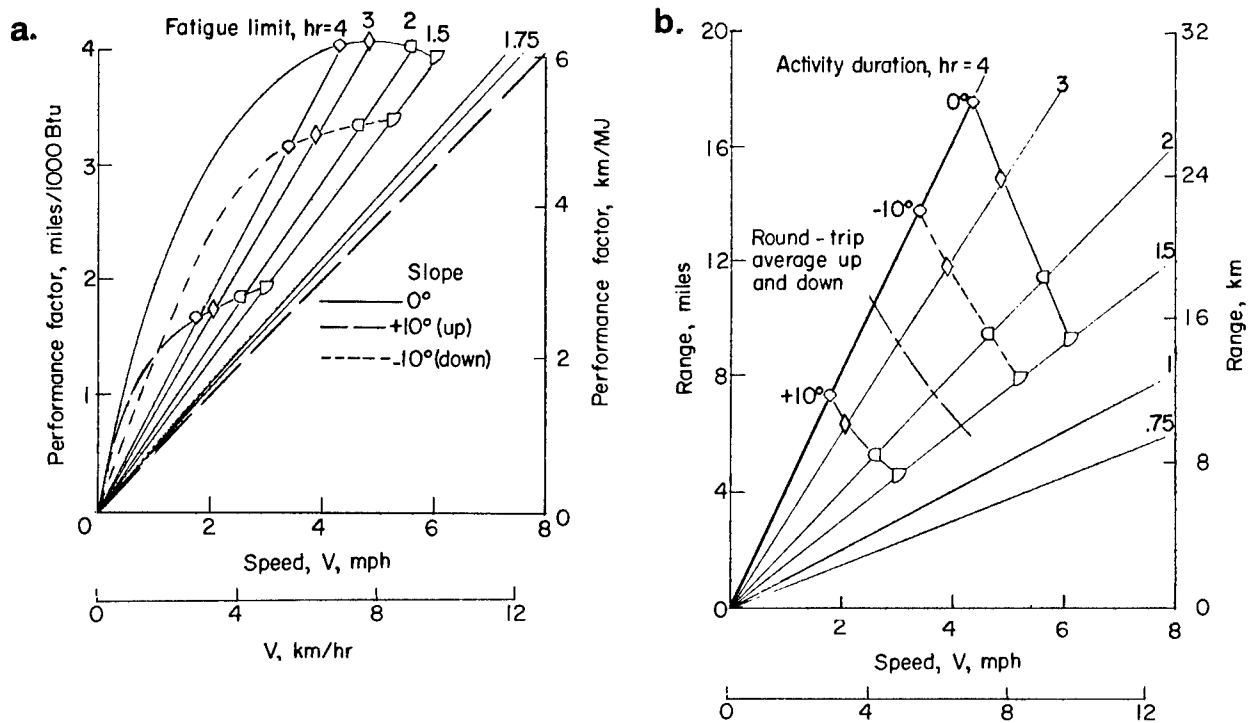 a.
Fatigue limit, hr=4 3 2 1.5 1.75
4
3
2
1
0
Performance factor, miles/1000 Btu
6
4
2
0
Performance factor, km/MJ
Slope
0°
+10° (up)
-10° (down)
2 4 6 8
Speed, V, mph
0 4 8 12
V, km/hr
b.
20
16
12
8
4
0
Range, miles
32
24
16
8
0
Range, km
Activity duration, hr = 4
3
2
1.5
1
.75
0°
-10°
+10°
Round-trip
average up
and down
2 4 6 8
Speed, V, mph
0 4 8 12